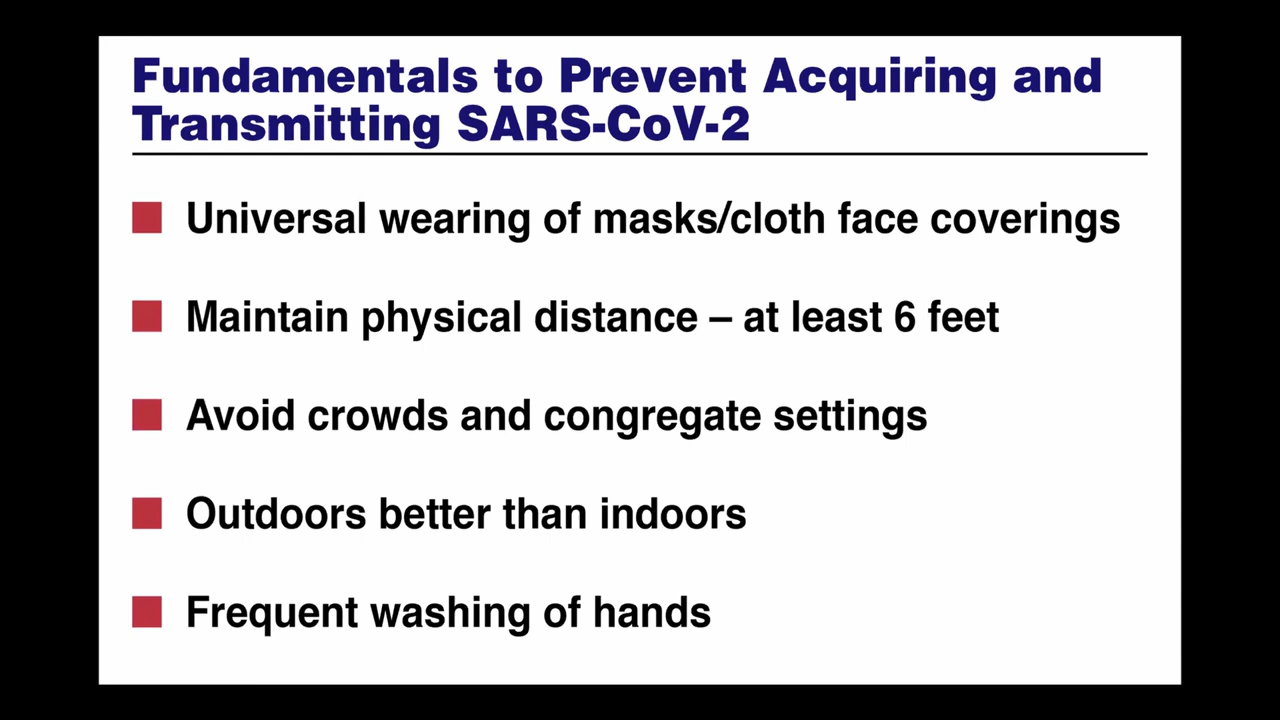 Fundamentals to Prevent Acquiring and
Transmitting SARS-CoV-2
Universal wearing of masks/cloth face coverings
Maintain physical distance – at least 6 feet
Avoid crowds and congregate settings
Outdoors better than indoors
Frequent washing of hands